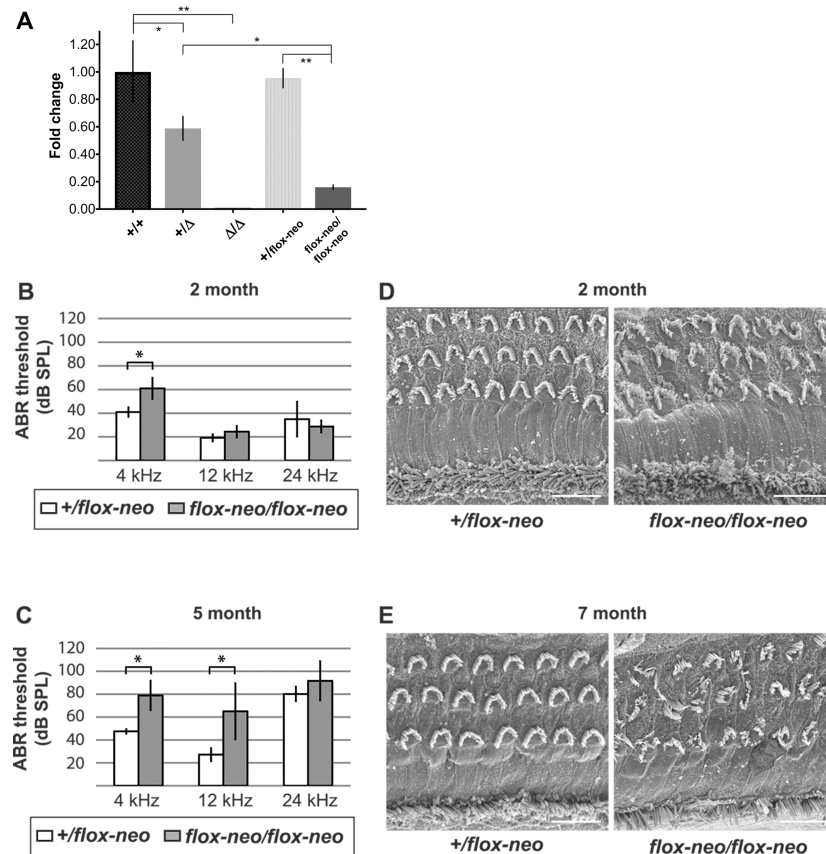 A
**
*
*
**
Fold change
1.20
1.00
0.80
0.60
0.40
0.20
0.00
+/+
+/Δ
Δ/Δ
+/flox-neo
flox-neo/
flox-neo
B
2 month
ABR threshold
(dB SPL)
120
100
80
60
40
20
*
4 kHz 12 kHz 24 kHz
+/flox-neo flox-neo/flox-neo
D
2 month
+/flox-neo flox-neo/flox-neo
C
5 month
ABR threshold
(dB SPL)
120
100
80
60
40
20
* *
4 kHz 12 kHz 24 kHz
+/flox-neo flox-neo/flox-neo
E
7 month
+/flox-neo flox-neo/flox-neo